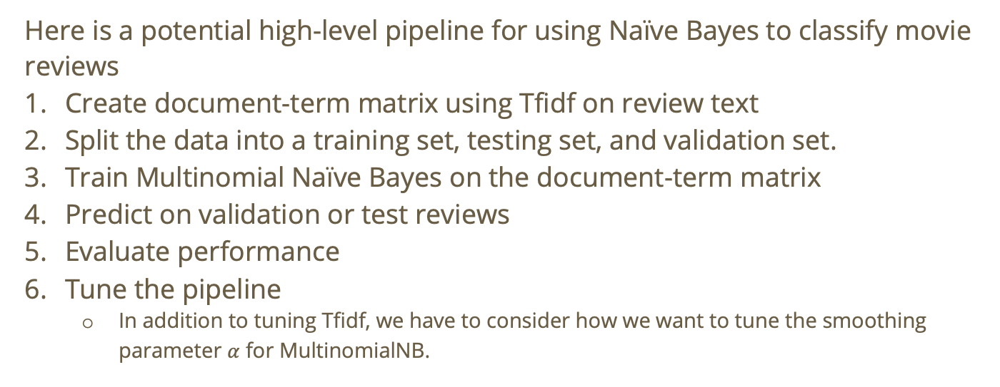 Here is a potential high-level pipeline for using Naïve Bayes to classify movie
reviews
1. Create document-term matrix using Tfidf on review text
2. Split the data into a training set, testing set, and validation set.
3. Train Multinomial Naïve Bayes on the document-term matrix
4. Predict on validation or test reviews
5. Evaluate performance
6. Tune the pipeline
○ In addition to tuning Tfidf, we have to consider how we want to tune the smoothing
parameter α for MultinomialNB.